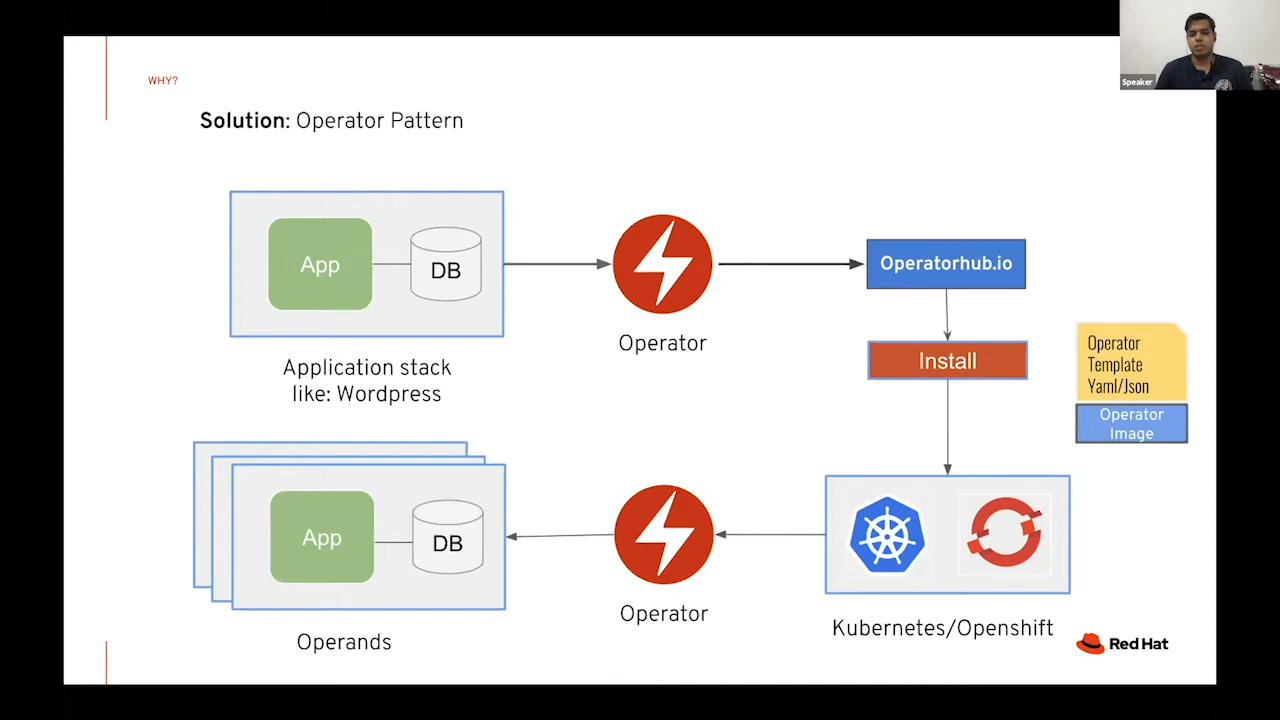 Speaker
WHY?
Solution: Operator Pattern
App
DB
Operatorhub.io
Operator
Application stack
like: Wordpress
Install
Operator
Template
Yaml/Json
Operator
Image
App
DB
Operator
Operands
Kubernetes/Openshift
Red Hat